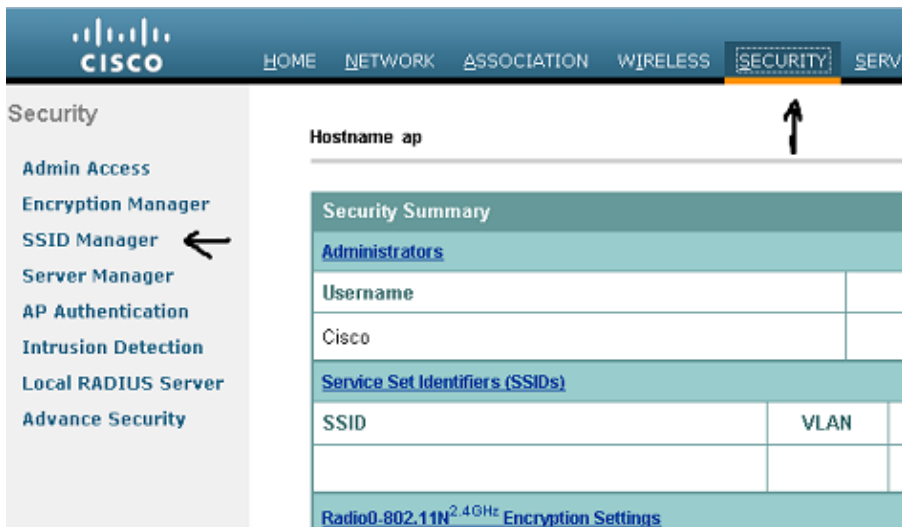 CISCO
HOME NETWORK ASSOCIATION WIRELESS SECURITY SERV
Security
Admin Access
Encryption Manager
SSID Manager
Server Manager
AP Authentication
Intrusion Detection
Local RADIUS Server
Advance Security
Hostname ap
Security Summary
Administrators
Username
Cisco
Service Set Identifiers (SSIDs)
SSID VLAN
Radio0-802.11N2.4GHz Encryption Settings